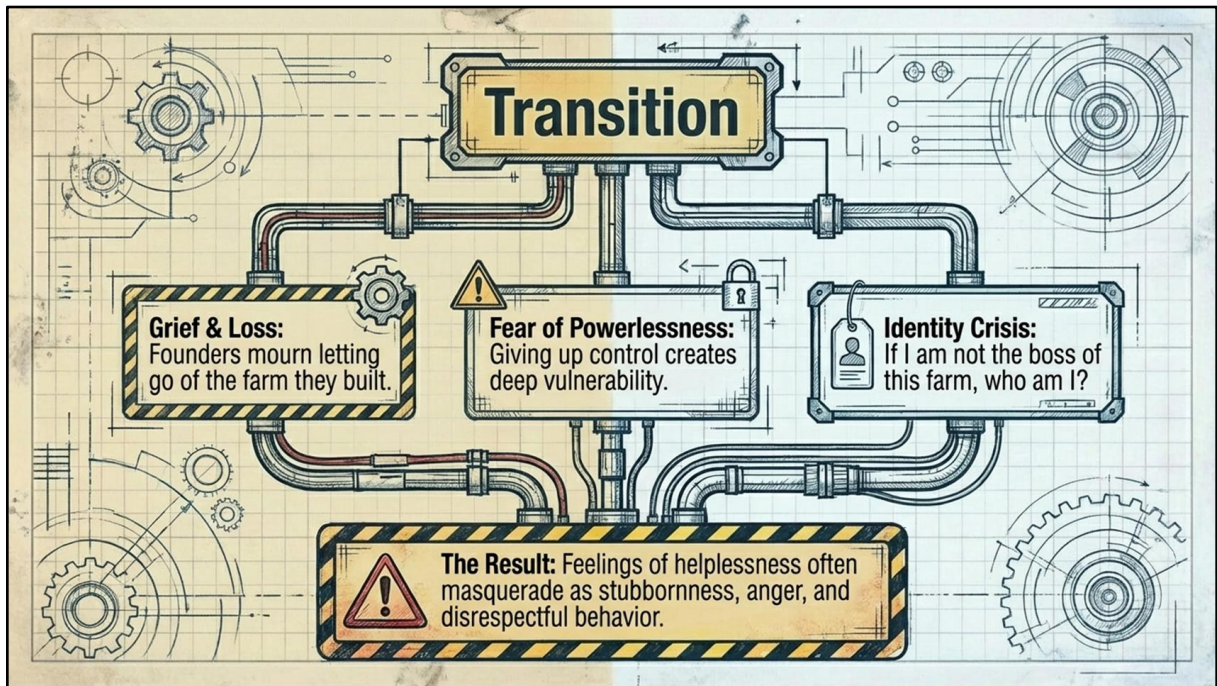 Transition
Grief & Loss:
Founders mourn letting
go of the farm they built.
Fear of Powerlessness:
Giving up control creates
deep vulnerability.
Identity Crisis:
If I am not the boss of
this farm, who am I?
The Result: Feelings of helplessness often
masquerade as stubbornness, anger, and
disrespectful behavior.